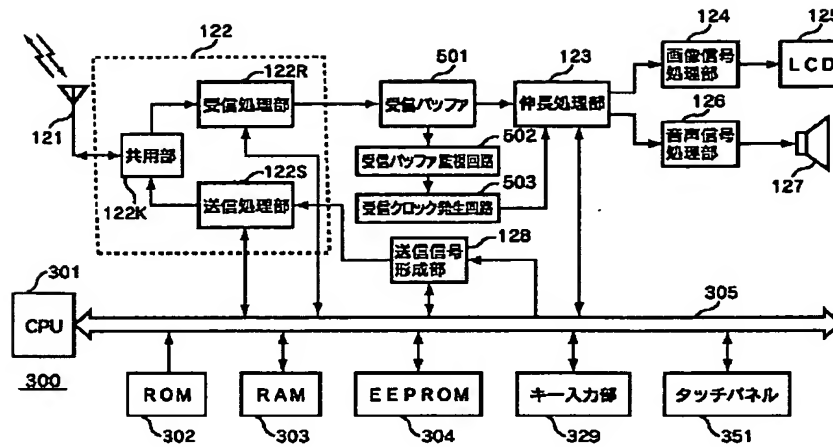 122
124
125
121
122R
受信処理部
501
受信バッファ
123
伸長処理部
画像信号
処理部
LCD
共用部
122K
502
受信バッファ監視回路
126
音声信号
処理部
127
122S
送信処理部
503
受信クロック発生回路
128
送信信号
形成部
301
CPU
305
300
ROM
302
RAM
303
EEPROM
304
キー入力部
329
タッチパネル
351